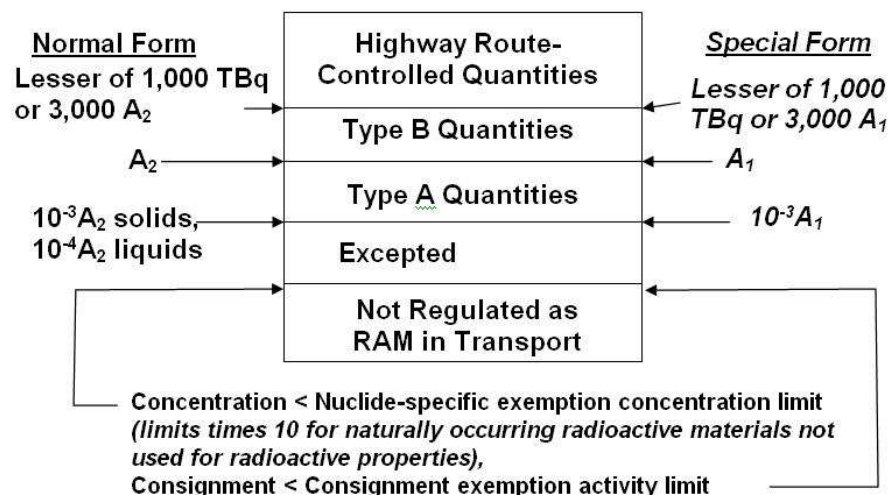 Normal Form
Lesser of 1,000 TBq
or 3,000 A₂
A₂
10⁻³A₂ solids,
10⁻⁴A₂ liquids
Highway Route-
Controlled Quantities
Type B Quantities
Type A Quantities
Excepted
Not Regulated as
RAM in Transport
Special Form
Lesser of 1,000
TBq or 3,000 A₁
A₁
10⁻³A₁
Concentration < Nuclide-specific exemption concentration limit
(limits times 10 for naturally occurring radioactive materials not
used for radioactive properties),
Consignment < Consignment exemption activity limit